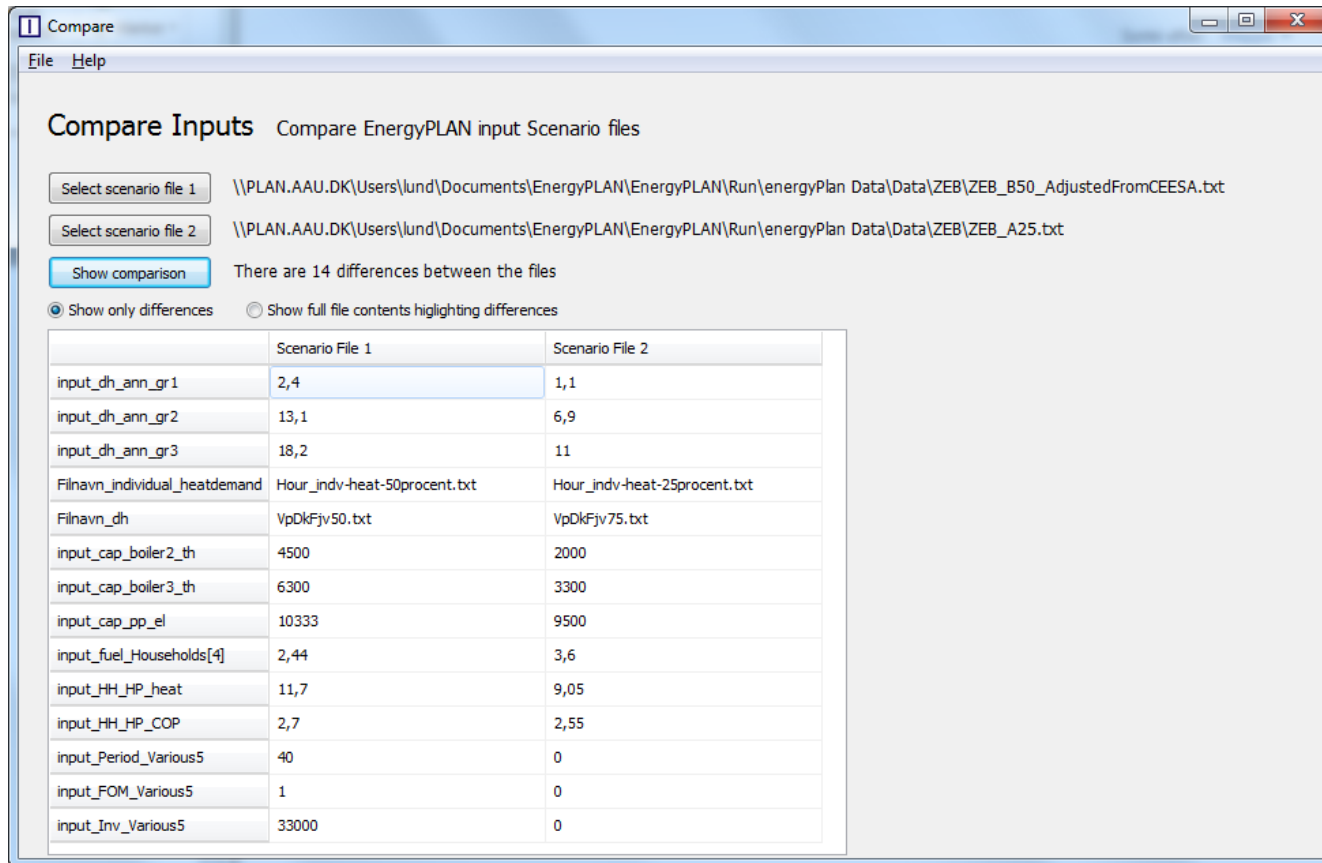 Compare
File Help
Compare Inputs Compare EnergyPLAN input Scenario files
Select scenario file 1 \\PLAN.AAU.DK\Users\lund\Documents\EnergyPLAN\EnergyPLAN\Run\energyPlan Data\Data\ZEB\ZEB_B50_AdjustedFromCEESA.txt
Select scenario file 2 \\PLAN.AAU.DK\Users\lund\Documents\EnergyPLAN\EnergyPLAN\Run\energyPlan Data\Data\ZEB\ZEB_A25.txt
Show comparison There are 14 differences between the files
Show only differences Show full file contents higlighting differences
Scenario File 1 Scenario File 2
input_dh_ann_gr1 2,4 1,1
input_dh_ann_gr2 13,1 6,9
input_dh_ann_gr3 18,2 11
Filnavn_individual_heatdemand Hour_indv-heat-50procent.txt Hour_indv-heat-25procent.txt
Filnavn_dh VpDkFjv50.txt VpDkFjv75.txt
input_cap_boiler2_th 4500 2000
input_cap_boiler3_th 6300 3300
input_cap_pp_el 10333 9500
input_fuel_Households[4] 2,44 3,6
input_HH_HP_heat 11,7 9,05
input_HH_HP_COP 2,7 2,55
input_Period_Various5 40 0
input_FOM_Various5 1 0
input_Inv_Various5 33000 0